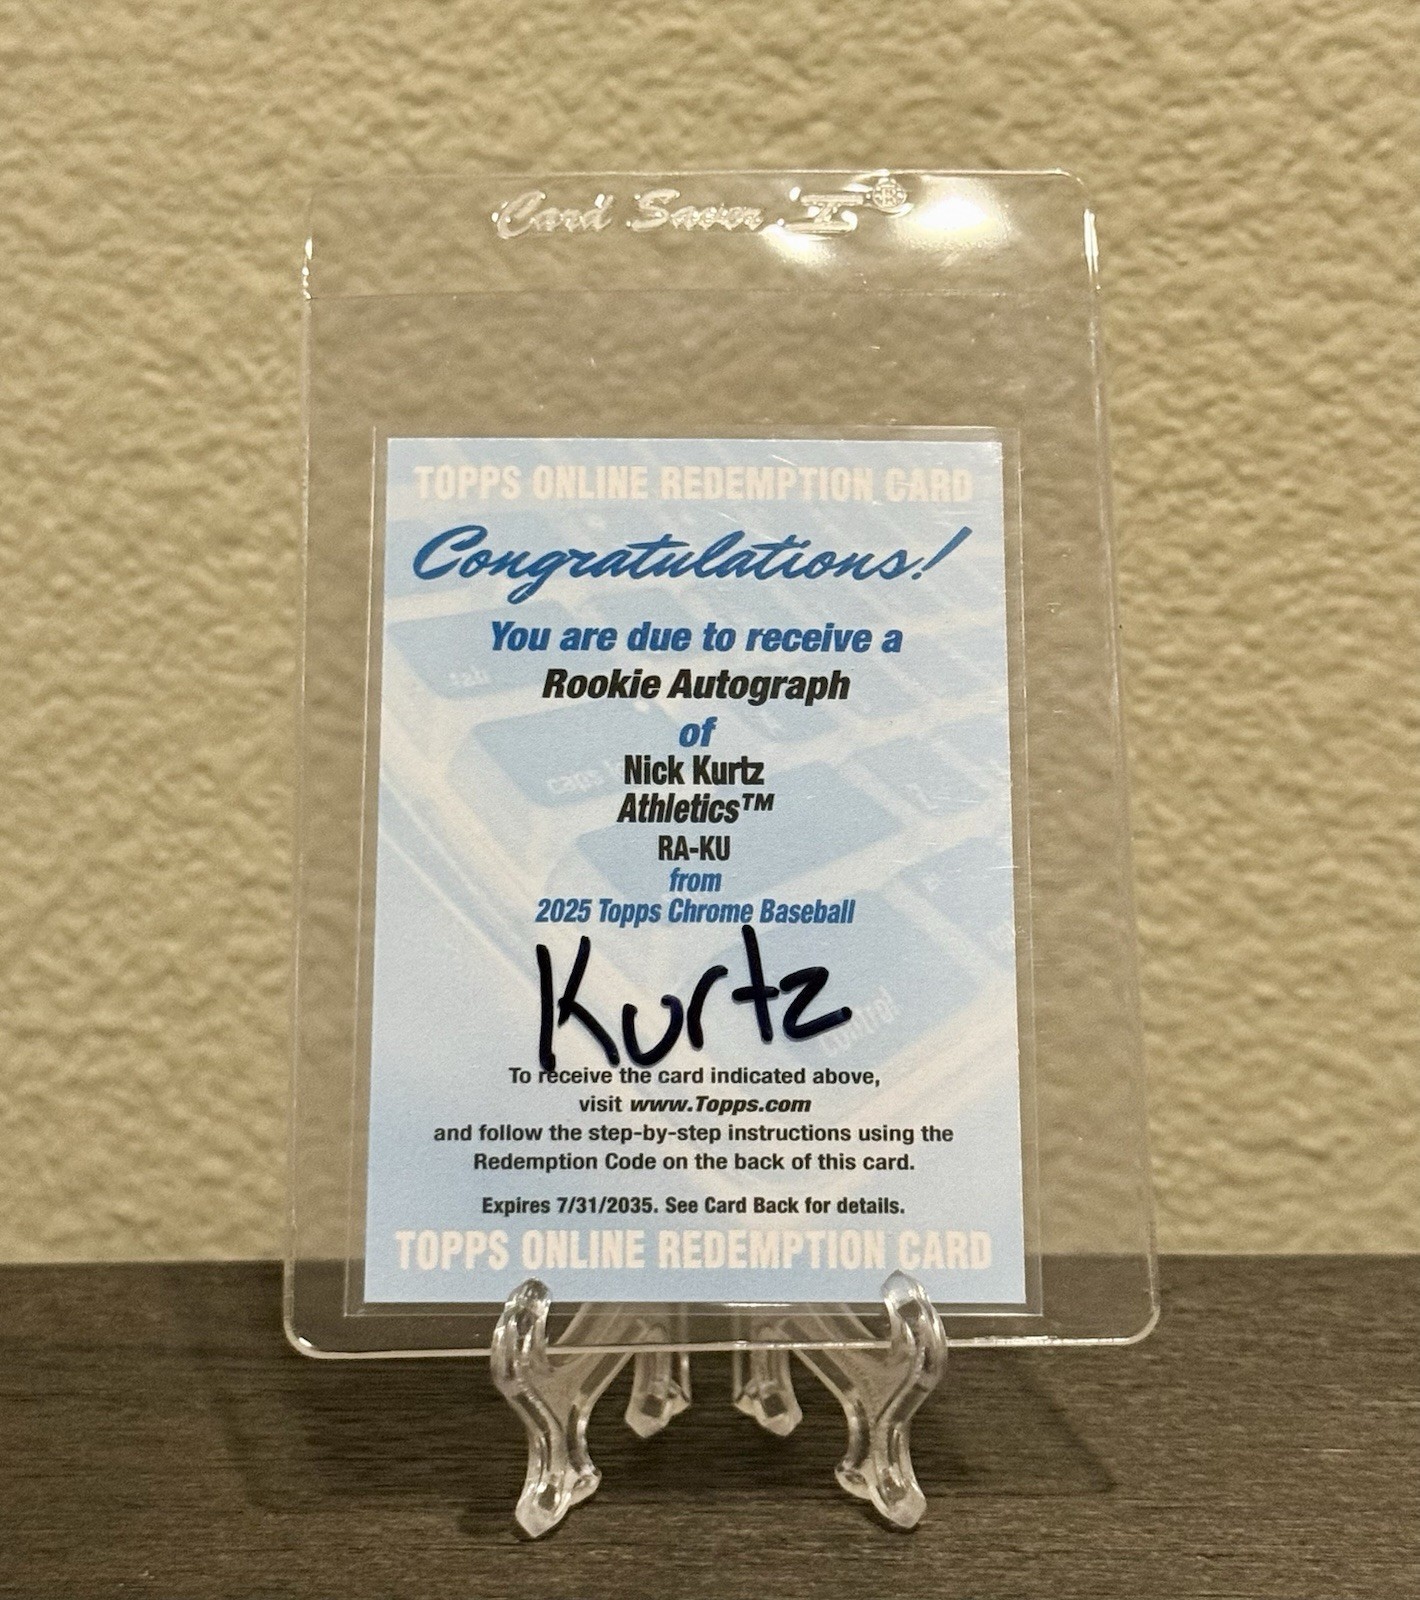 Card Saver I®
TOPPS ONLINE REDEMPTION CARD
Congratulations!
You are due to receive a
Rookie Autograph
of
Nick Kurtz
Athletics™
RA-KU
from
2025 Topps Chrome Baseball
Kurtz
To receive the card indicated above,
visit www.Topps.com
and follow the step-by-step instructions using the
Redemption Code on the back of this card.
Expires 7/31/2035. See Card Back for details.
TOPPS ONLINE REDEMPTION CARD